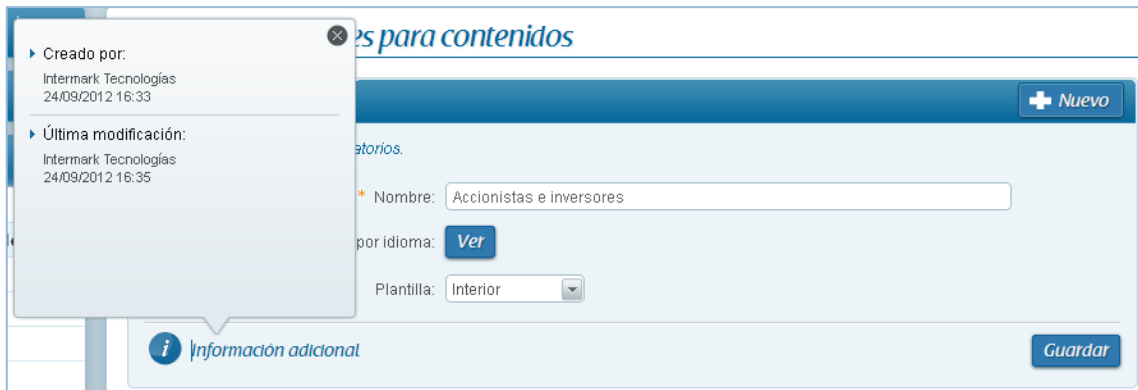 es para contenidos
Creado por:
Intermark Tecnologías
24/09/2012 16:33
Última modificación:
Intermark Tecnologías
24/09/2012 16:35
Nuevo
atorios.
* Nombre: Accionistas e inversores
por idioma: Ver
Plantilla: Interior
i Información adicional
Guardar